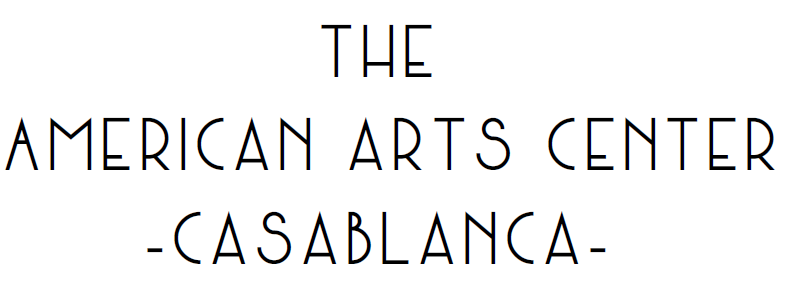 THE
AMERICAN ARTS CENTER
-CASABLANCA-